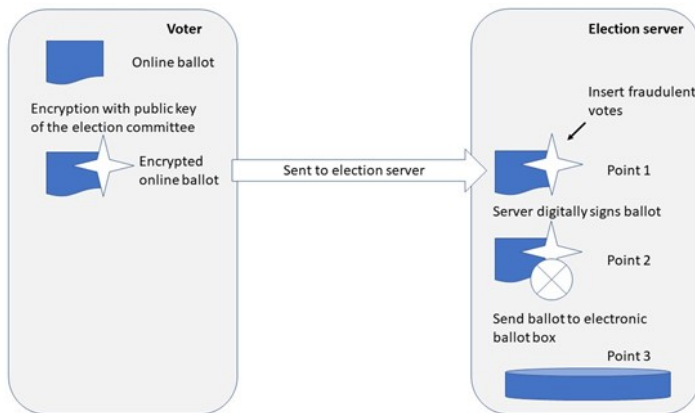 Voter
Online ballot
Encryption with public key
of the election committee
Encrypted
online ballot
Sent to election server
Election server
Insert fraudulent
votes
Point 1
Server digitally signs ballot
Point 2
Send ballot to electronic
ballot box
Point 3